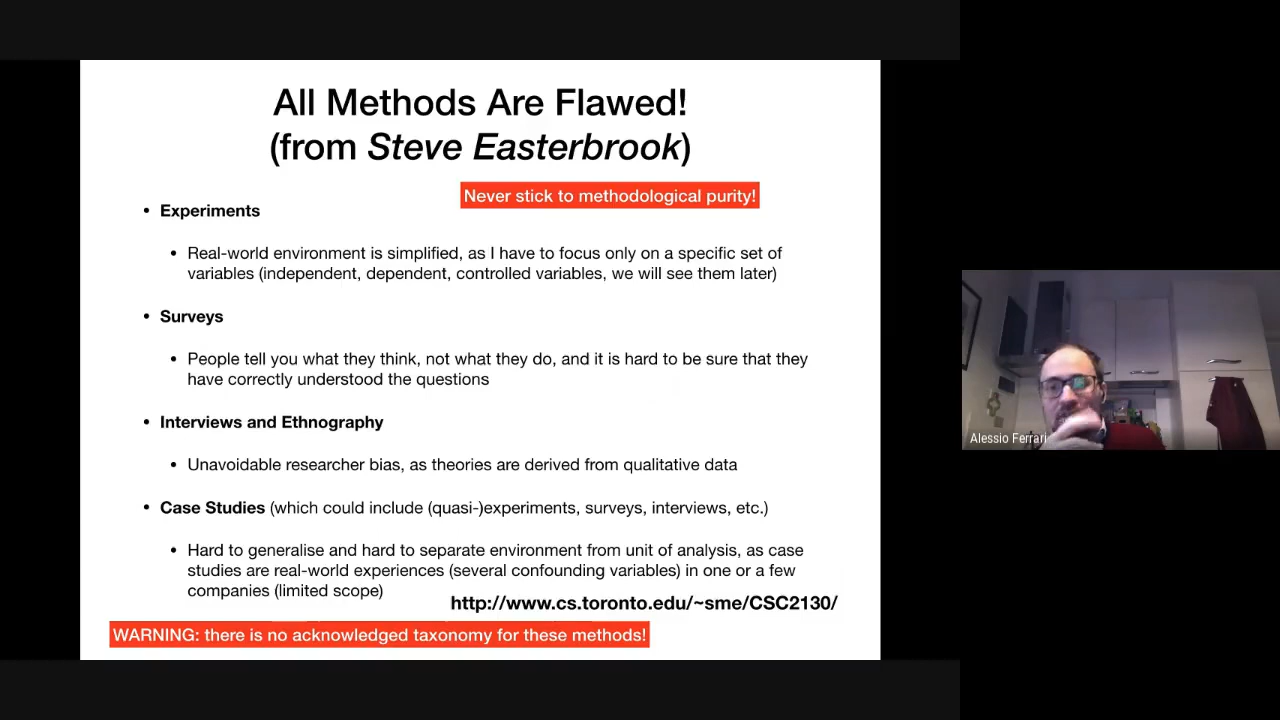 All Methods Are Flawed!
(from Steve Easterbrook)
Never stick to methodological purity!
• Experiments
• Real-world environment is simplified, as I have to focus only on a specific set of
variables (independent, dependent, controlled variables, we will see them later)
• Surveys
• People tell you what they think, not what they do, and it is hard to be sure that they
have correctly understood the questions
• Interviews and Ethnography
• Unavoidable researcher bias, as theories are derived from qualitative data
• Case Studies (which could include (quasi-)experiments, surveys, interviews, etc.)
• Hard to generalise and hard to separate environment from unit of analysis, as case
studies are real-world experiences (several confounding variables) in one or a few
companies (limited scope)
http://www.cs.toronto.edu/~sme/CSC2130/
WARNING: there is no acknowledged taxonomy for these methods!
Alessio Ferrari